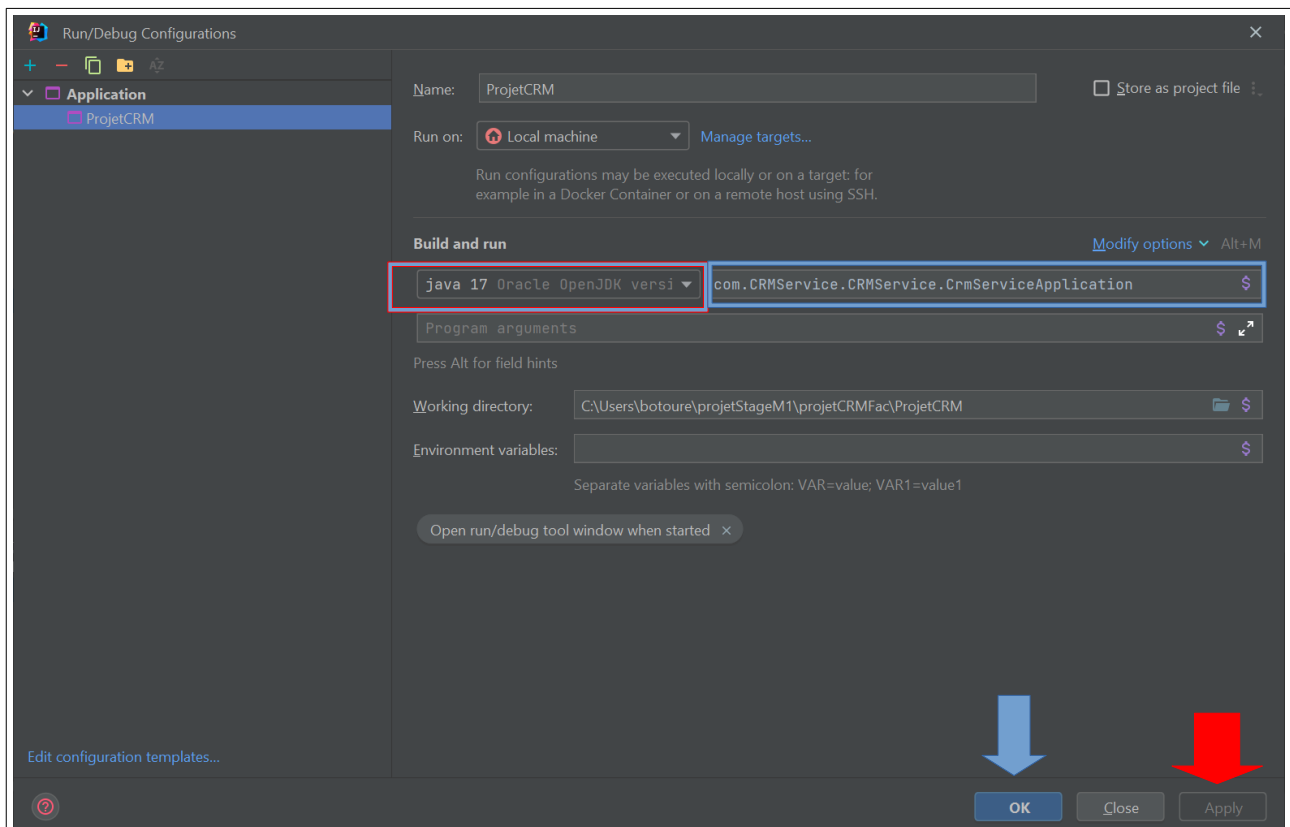 Run/Debug Configurations
Application
ProjetCRM
Name: ProjetCRM Store as project file
Run on: Local machine Manage targets...
Run configurations may be executed locally or on a target: for
example in a Docker Container or on a remote host using SSH.
Build and run Modify options Alt+M
java 17 Oracle OpenJDK versi com.CRMService.CRMService.CrmServiceApplication
Program arguments
Press Alt for field hints
Working directory: C:\Users\botoure\projetStageM1\projetCRMFac\ProjetCRM
Environment variables:
Separate variables with semicolon: VAR=value; VAR1=value1
Open run/debug tool window when started
Edit configuration templates...
OK Close Apply